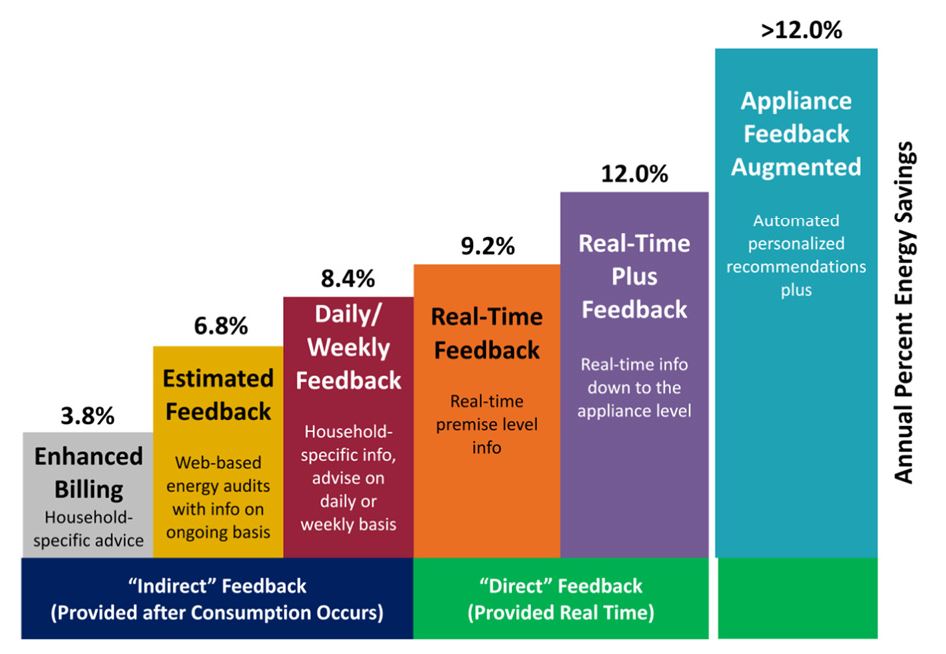 >12.0%
Appliance
Feedback
Augmented
Automated
personalized
recommendations
plus
12.0%
Real-Time
Plus
Feedback
Real-time info
down to the
appliance level
9.2%
Real-Time
Feedback
Real-time
premise level
info
8.4%
Daily/
Weekly
Feedback
Household-
specific info,
advise on
daily or
weekly basis
6.8%
Estimated
Feedback
Web-based
energy audits
with info on
ongoing basis
3.8%
Enhanced
Billing
Household-
specific advice
"Indirect" Feedback
(Provided after Consumption Occurs)
"Direct" Feedback
(Provided Real Time)
Annual Percent Energy Savings